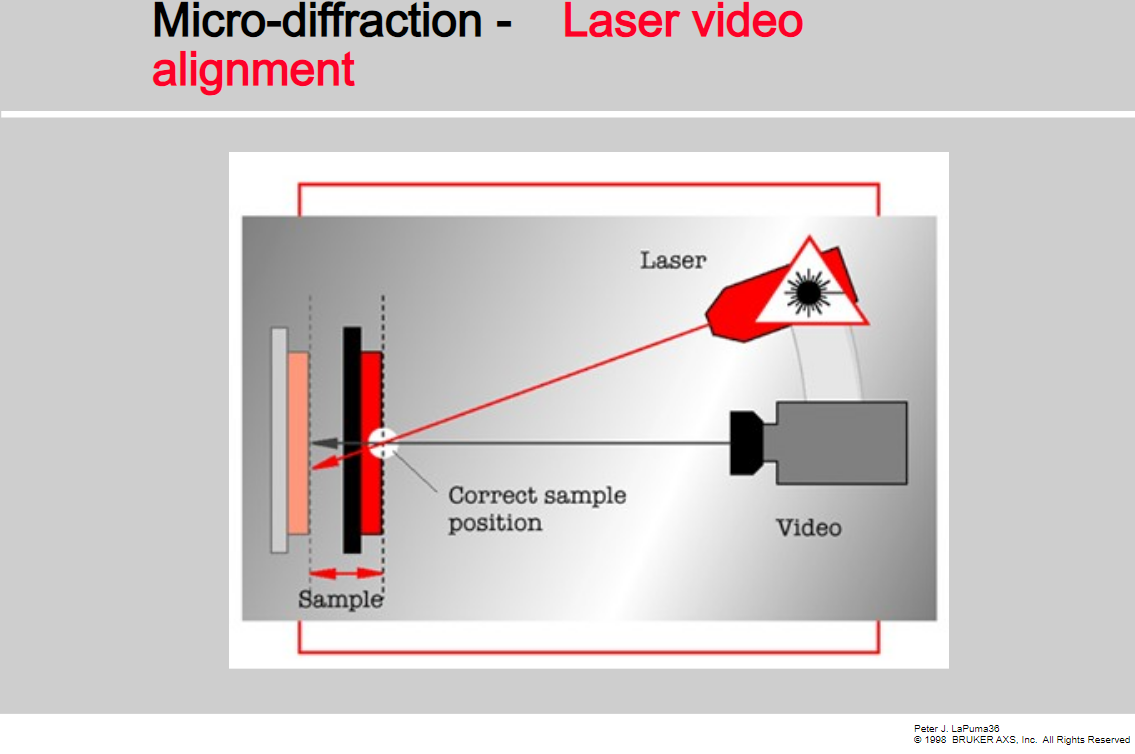 Micro-diffraction - Laser video
alignment
Laser
Correct sample
position
Video
Sample
Peter J. LaPuma36
© 1998 BRUKER AXS, Inc. All Rights Reserved